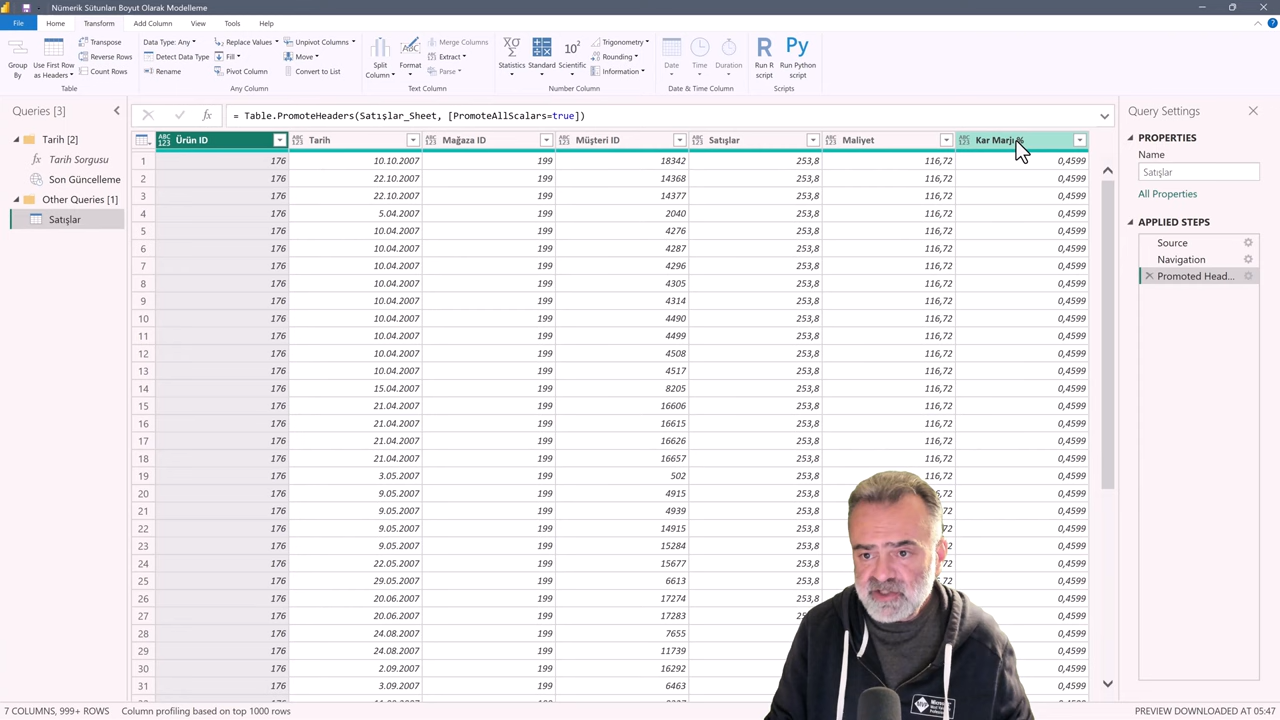 Nümerik Sütunları Boyut Olarak Modelleme
File Home Transform Add Column View Tools Help
Group By
Use First Row as Headers
Transpose
Reverse Rows
Count Rows
Table
Data Type: Any
Detect Data Type
Rename
Replace Values
Fill
Pivot Column
Unpivot Columns
Move
Convert to List
Any Column
Split Column
Format
Merge Columns
Extract
Parse
Text Column
Statistics
Standard
Scientific
Trigonometry
Rounding
Information
Number Column
Date
Time
Duration
Date & Time Column
Run R script
Run Python script
Scripts
Queries [3]
Tarih [2]
Tarih Sorgusu
Son Güncelleme
Other Queries [1]
Satışlar
= Table.PromoteHeaders(Satışlar_Sheet, [PromoteAllScalars=true])
Ürün ID Tarih Mağaza ID Müşteri ID Satışlar Maliyet Kar Marjı
1 176 10.10.2007 199 18342 253,8 116,72 0,4599
2 176 22.10.2007 199 14368 253,8 116,72 0,4599
3 176 22.10.2007 199 14377 253,8 116,72 0,4599
4 176 5.04.2007 199 2040 253,8 116,72 0,4599
5 176 10.04.2007 199 4276 253,8 116,72 0,4599
6 176 10.04.2007 199 4287 253,8 116,72 0,4599
7 176 10.04.2007 199 4296 253,8 116,72 0,4599
8 176 10.04.2007 199 4305 253,8 116,72 0,4599
9 176 10.04.2007 199 4314 253,8 116,72 0,4599
10 176 10.04.2007 199 4490 253,8 116,72 0,4599
11 176 10.04.2007 199 4499 253,8 116,72 0,4599
12 176 10.04.2007 199 4508 253,8 116,72 0,4599
13 176 10.04.2007 199 4517 253,8 116,72 0,4599
14 176 15.04.2007 199 8205 253,8 116,72 0,4599
15 176 21.04.2007 199 16606 253,8 116,72 0,4599
16 176 21.04.2007 199 16615 253,8 116,72 0,4599
17 176 21.04.2007 199 16626 253,8 116,72 0,4599
18 176 21.04.2007 199 16657 253,8 116,72 0,4599
19 176 3.05.2007 199 502 253,8 116,72 0,4599
20 176 9.05.2007 199 4915 253,8 0,4599
21 176 9.05.2007 199 4939 253,8 0,4599
22 176 9.05.2007 199 14915 253,8 0,4599
23 176 9.05.2007 199 15284 253,8 0,4599
24 176 22.05.2007 199 15677 253,8 0,4599
25 176 29.05.2007 199 6613 253,8 0,4599
26 176 20.06.2007 199 17274 253,8 0,4599
27 176 20.06.2007 199 17283 0,4599
28 176 24.08.2007 199 7655 0,4599
29 176 24.08.2007 199 11739 0,4599
30 176 2.09.2007 199 16292 0,4599
31 176 3.09.2007 199 6463 0,4599
Query Settings
PROPERTIES
Name
Satışlar
All Properties
APPLIED STEPS
Source
Navigation
Promoted Head...
7 COLUMNS, 999+ ROWS Column profiling based on top 1000 rows
PREVIEW DOWNLOADED AT 05:47